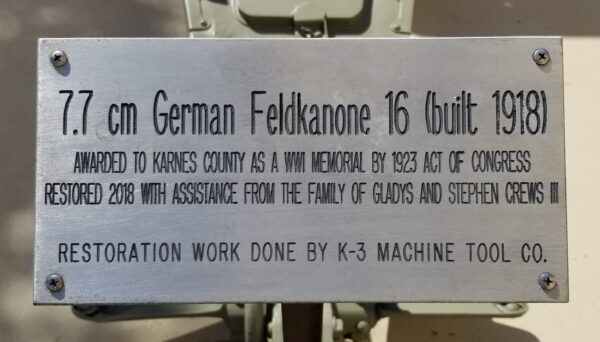 7.7 cm German Feldkanone 16 (built 1918)
AWARDED TO KARNES COUNTY AS A WWI MEMORIAL BY 1923 ACT OF CONGRESS
RESTORED 2018 WITH ASSISTANCE FROM THE FAMILY OF GLADYS AND STEPHEN CREWS III
RESTORATION WORK DONE BY K-3 MACHINE TOOL CO.